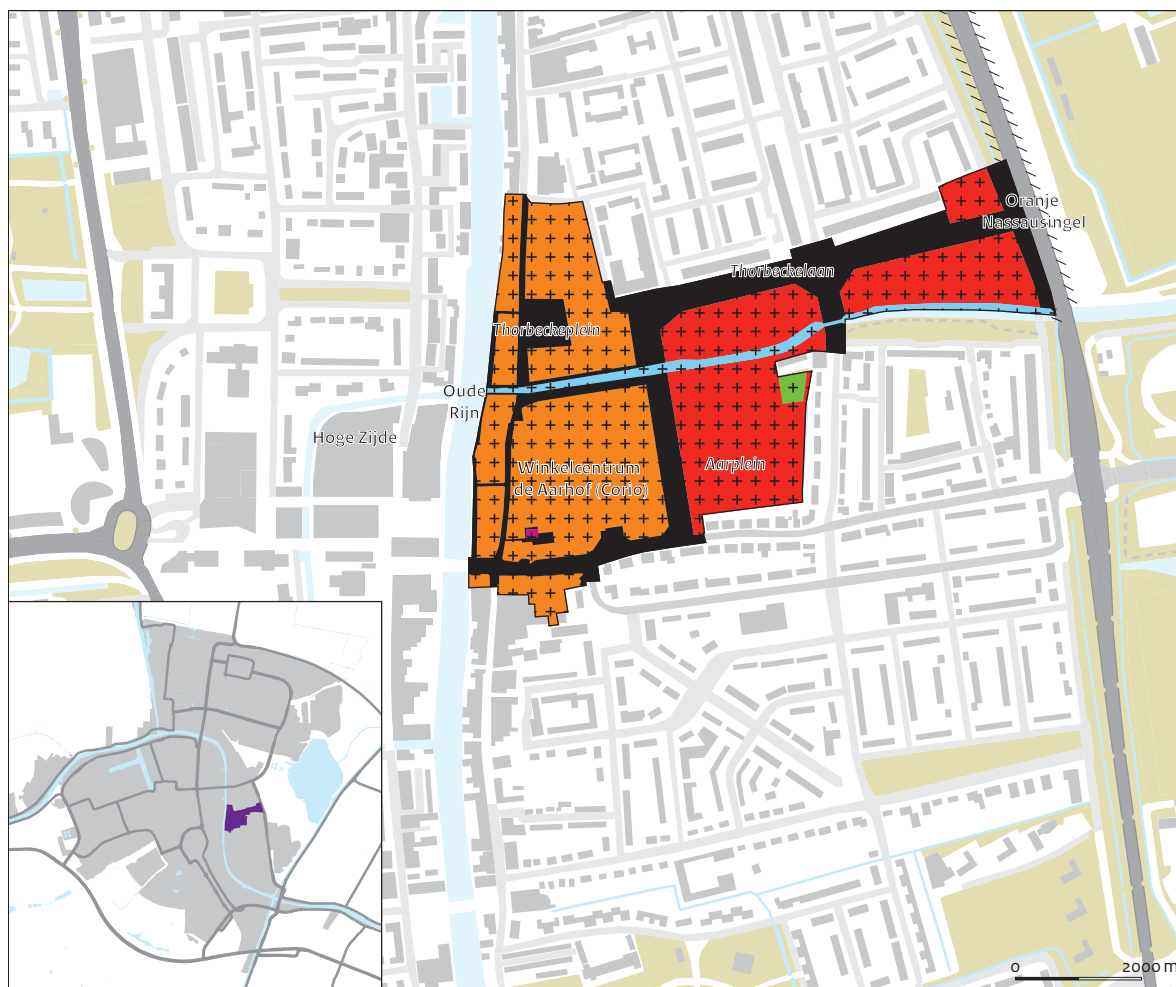 Oranje
Nassausingel
Thorbeckelaan
Thorbeckeplein
Oude
Rijn
Hoge Zijde
Aarplein
Winkelcentrum
de Aarhof (Corio)
0 2000 m